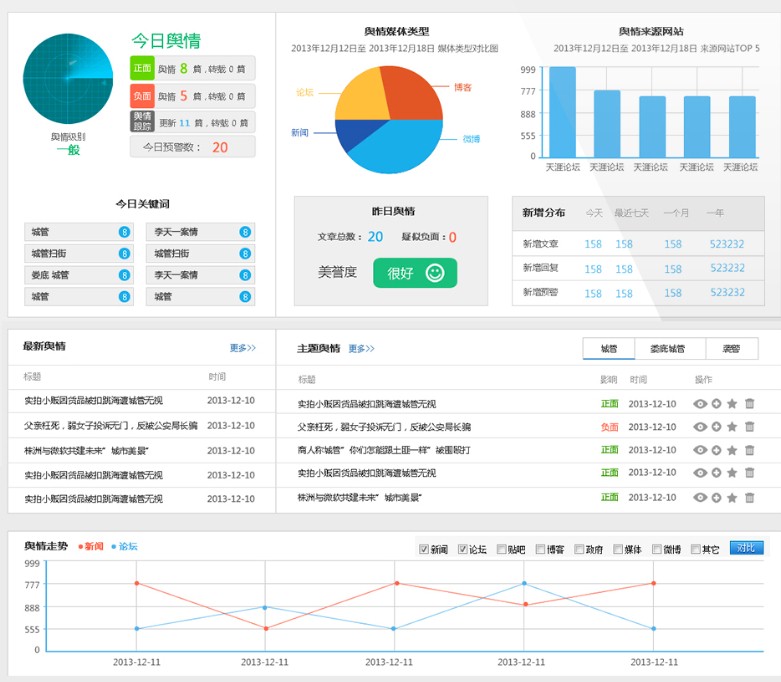 今日舆情
正面 舆情 8 篇，转载 0 篇
负面 舆情 5 篇，转载 0 篇
舆情跟踪 更新 11 篇，转载 0 篇
今日预警数： 20
舆情级别
一般
今日关键词
城管 8 李天一案情 8
城管扫街 8 城管扫街 8
娄底 城管 8 李天一案情 8
城管 8 城管 8
舆情媒体类型
2013年12月12日至 2013年12月18日 媒体类型对比图
论坛 博客
新闻 微博
昨日舆情
文章总数： 20 疑似负面： 0
美誉度 很好
舆情来源网站
2013年12月12日至 2013年12月18日 来源网站TOP 5
999
777
888
555
0
天涯论坛 天涯论坛 天涯论坛 天涯论坛 天涯论坛
新增分布 今天 最近七天 一个月 一年
新增文章 158 158 158 523232
新增回复 158 158 158 523232
新增预警 158 158 158 523232
最新舆情 更多>>
标题 时间
实拍小贩因货品被扣跳海遭城管无视 2013-12-10
父亲枉死，弱女子投诉无门，反被公安局长骗 2013-12-10
株洲与微软共建未来”城市美景” 2013-12-10
实拍小贩因货品被扣跳海遭城管无视 2013-12-10
实拍小贩因货品被扣跳海遭城管无视 2013-12-10
主题舆情 更多>> 城管 娄底城管 袭警
标题 影响 时间 操作
实拍小贩因货品被扣跳海遭城管无视 正面 2013-12-10
父亲枉死，弱女子投诉无门，反被公安局长骗 负面 2013-12-10
商人称城管”你们怎能跟土匪一样”被围殴打 正面 2013-12-10
实拍小贩因货品被扣跳海遭城管无视 正面 2013-12-10
株洲与微软共建未来”城市美景” 正面 2013-12-10
舆情走势 新闻 论坛 新闻 论坛 贴吧 博客 政府 媒体 微博 其它 对比
999
777
888
555
0
2013-12-11 2013-12-11 2013-12-11 2013-12-11 2013-12-11